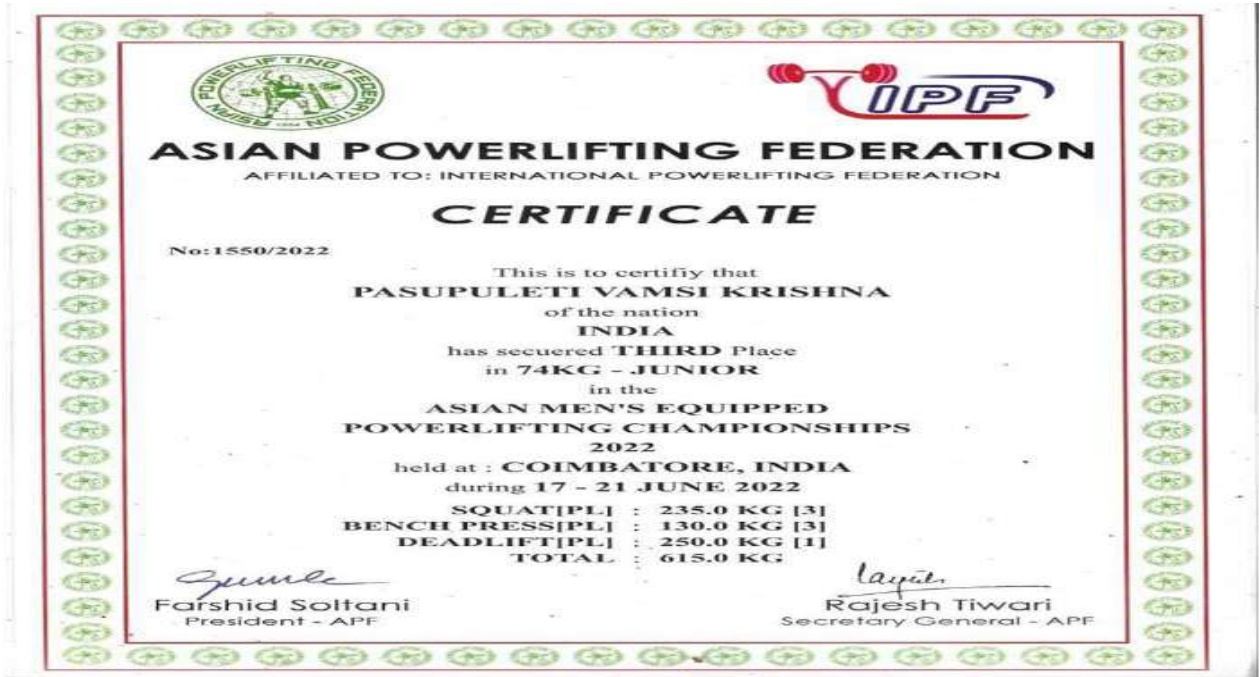 ASIAN POWERLIFTING FEDERATION
IPF
ASIAN POWERLIFTING FEDERATION
AFFILIATED TO: INTERNATIONAL POWERLIFTING FEDERATION
CERTIFICATE
No:1550/2022
This is to certifiy that
PASUPULETI VAMSI KRISHNA
of the nation
INDIA
has secuered THIRD Place
in 74KG - JUNIOR
in the
ASIAN MEN'S EQUIPPED
POWERLIFTING CHAMPIONSHIPS
2022
held at : COIMBATORE, INDIA
during 17 - 21 JUNE 2022
SQUAT[PL] : 235.0 KG [3]
BENCH PRESS[PL] : 130.0 KG [3]
DEADLIFT[PL] : 250.0 KG [1]
TOTAL : 615.0 KG
Farshid Soltani
President - APF
Rajesh Tiwari
Secretary General - APF